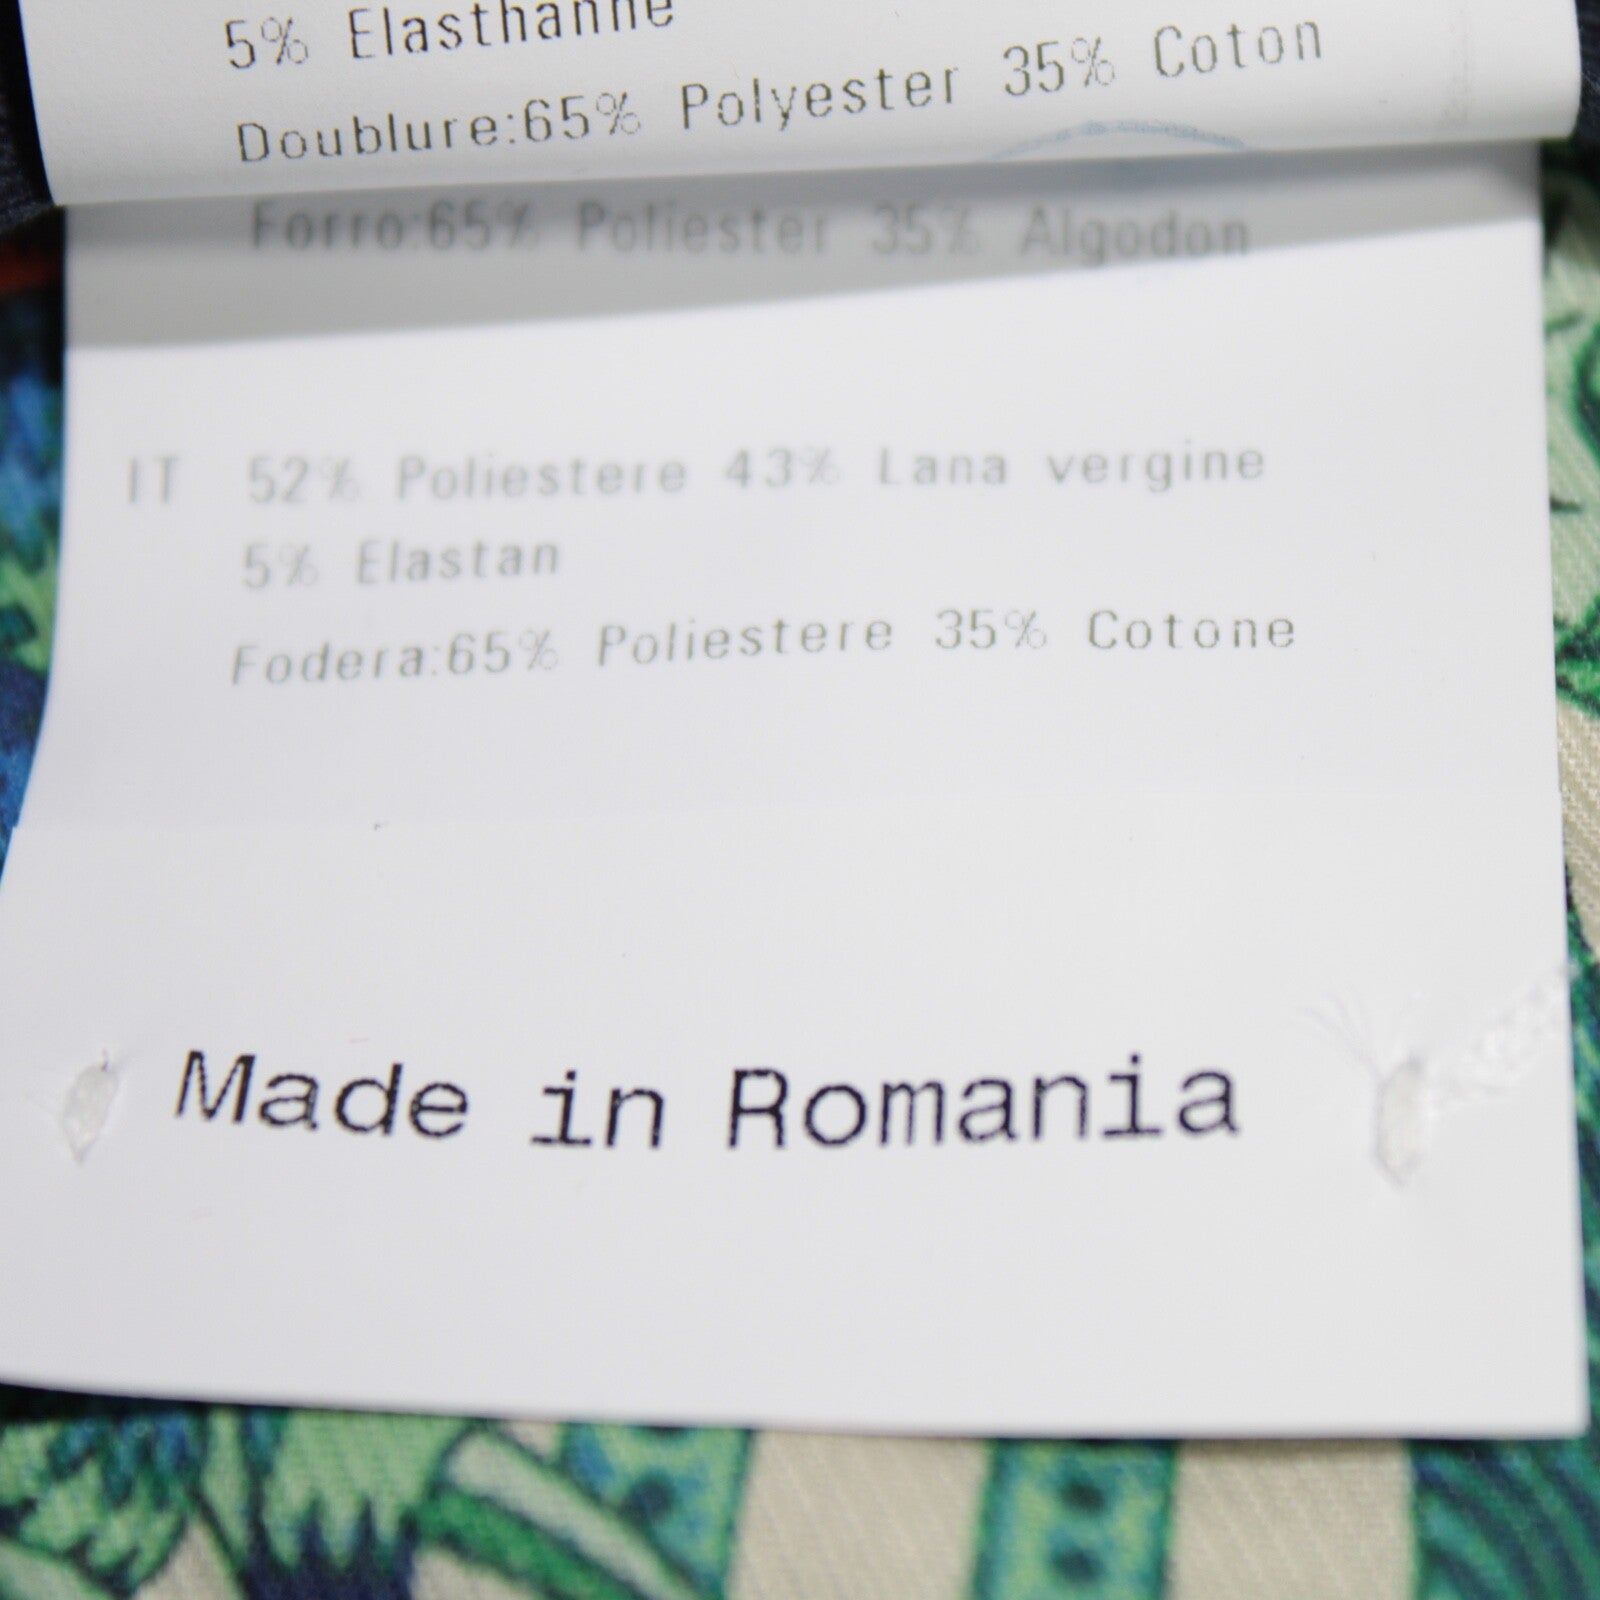 5% Elasthanne
Doublure:65% Polyester 35% Coton
Forro:65% Poliester 35% Algodon
IT 52% Poliestere 43% Lana vergine
5% Elastan
Fodera:65% Poliestere 35% Cotone
Made in Romania